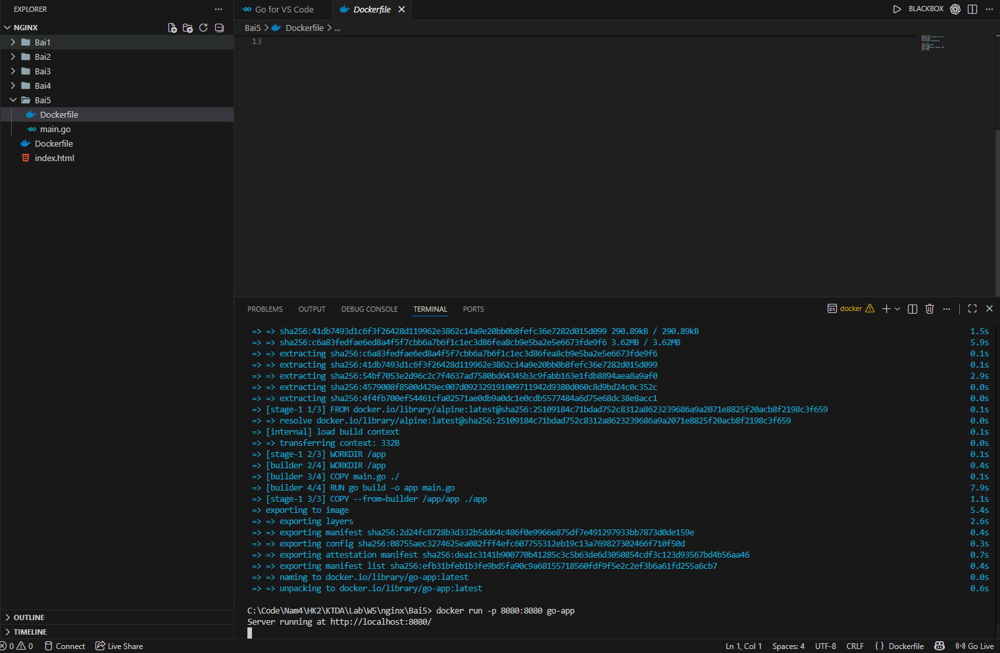 EXPLORER
Go for VS Code
Dockerfile
BLACKBOX
NGINX
Bai5 > Dockerfile > ...
13
Bai1
Bai2
Bai3
Bai4
Bai5
Dockerfile
main.go
Dockerfile
index.html
PROBLEMS OUTPUT DEBUG CONSOLE TERMINAL PORTS
docker
=> => sha256:41db7493d1c6f3f26428d119962e3862c14a9e20bb0b8fefc36e7282d015d099 290.89kB / 290.89kB 1.5s
=> => sha256:c6a83fedfae6ed8a4f5f7cbb6a7b6f1c1ec3d86fea8cb9e5ba2e5e6673fde9f6 3.62MB / 3.62MB 5.9s
=> => extracting sha256:c6a83fedfae6ed8a4f5f7cbb6a7b6f1c1ec3d86fea8cb9e5ba2e5e6673fde9f6 0.1s
=> => extracting sha256:41db7493d1c6f3f26428d119962e3862c14a9e20bb0b8fefc36e7282d015d099 0.1s
=> => extracting sha256:54bf7053e2d96c2c7f4637ad7580bd64345b3c9fabb163e1fdb8894aea8a9af0 2.9s
=> => extracting sha256:4579008f8500d429ec007d092329191009711942d9380d060c8d9bd24c0c352c 0.0s
=> => extracting sha256:4f4fb700ef54461cfa02571ae0db9a0dc1e0cdb5577484a6d75e68dc38e8acc1 0.0s
=> [stage-1 1/3] FROM docker.io/library/alpine:latest@sha256:25109184c71bdad752c8312a8623239686a9a2071e8825f20acb8f2198c3f659 0.1s
=> => resolve docker.io/library/alpine:latest@sha256:25109184c71bdad752c8312a8623239686a9a2071e8825f20acb8f2198c3f659 0.0s
=> [internal] load build context 0.1s
=> => transferring context: 332B 0.0s
=> [stage-1 2/3] WORKDIR /app 0.1s
=> [builder 2/4] WORKDIR /app 0.4s
=> [builder 3/4] COPY main.go ./ 0.1s
=> [builder 4/4] RUN go build -o app main.go 7.9s
=> [stage-1 3/3] COPY --from=builder /app/app ./app 1.1s
=> exporting to image 5.4s
=> => exporting layers 2.6s
=> => exporting manifest sha256:2d24fc8728b3d332b5dd64c486f0e9966e875df7e491297933bb7873d0de159e 0.4s
=> => exporting config sha256:08755aec3274625ea082fff4efc607755312eb19c13a769827302466f710f50d 0.3s
=> => exporting attestation manifest sha256:dea1c3141b900770b41285c3c5b63de6d3050854cdf3c123d93567bd4b56aa46 0.7s
=> => exporting manifest list sha256:efb31bfeb1b3fe9bd5fa90c9a68155718560fdf9f5e2c2ef3b6a61fd255a6cb7 0.4s
=> => naming to docker.io/library/go-app:latest 0.0s
=> => unpacking to docker.io/library/go-app:latest 0.6s
C:\Code\Nam4\HK2\KTDA\Lab\W5\nginx\Bai5> docker run -p 8080:8080 go-app
Server running at http://localhost:8080/
OUTLINE
TIMELINE
0 0 Connect Live Share
Ln 1, Col 1 Spaces: 4 UTF-8 CRLF { } Dockerfile Go Live